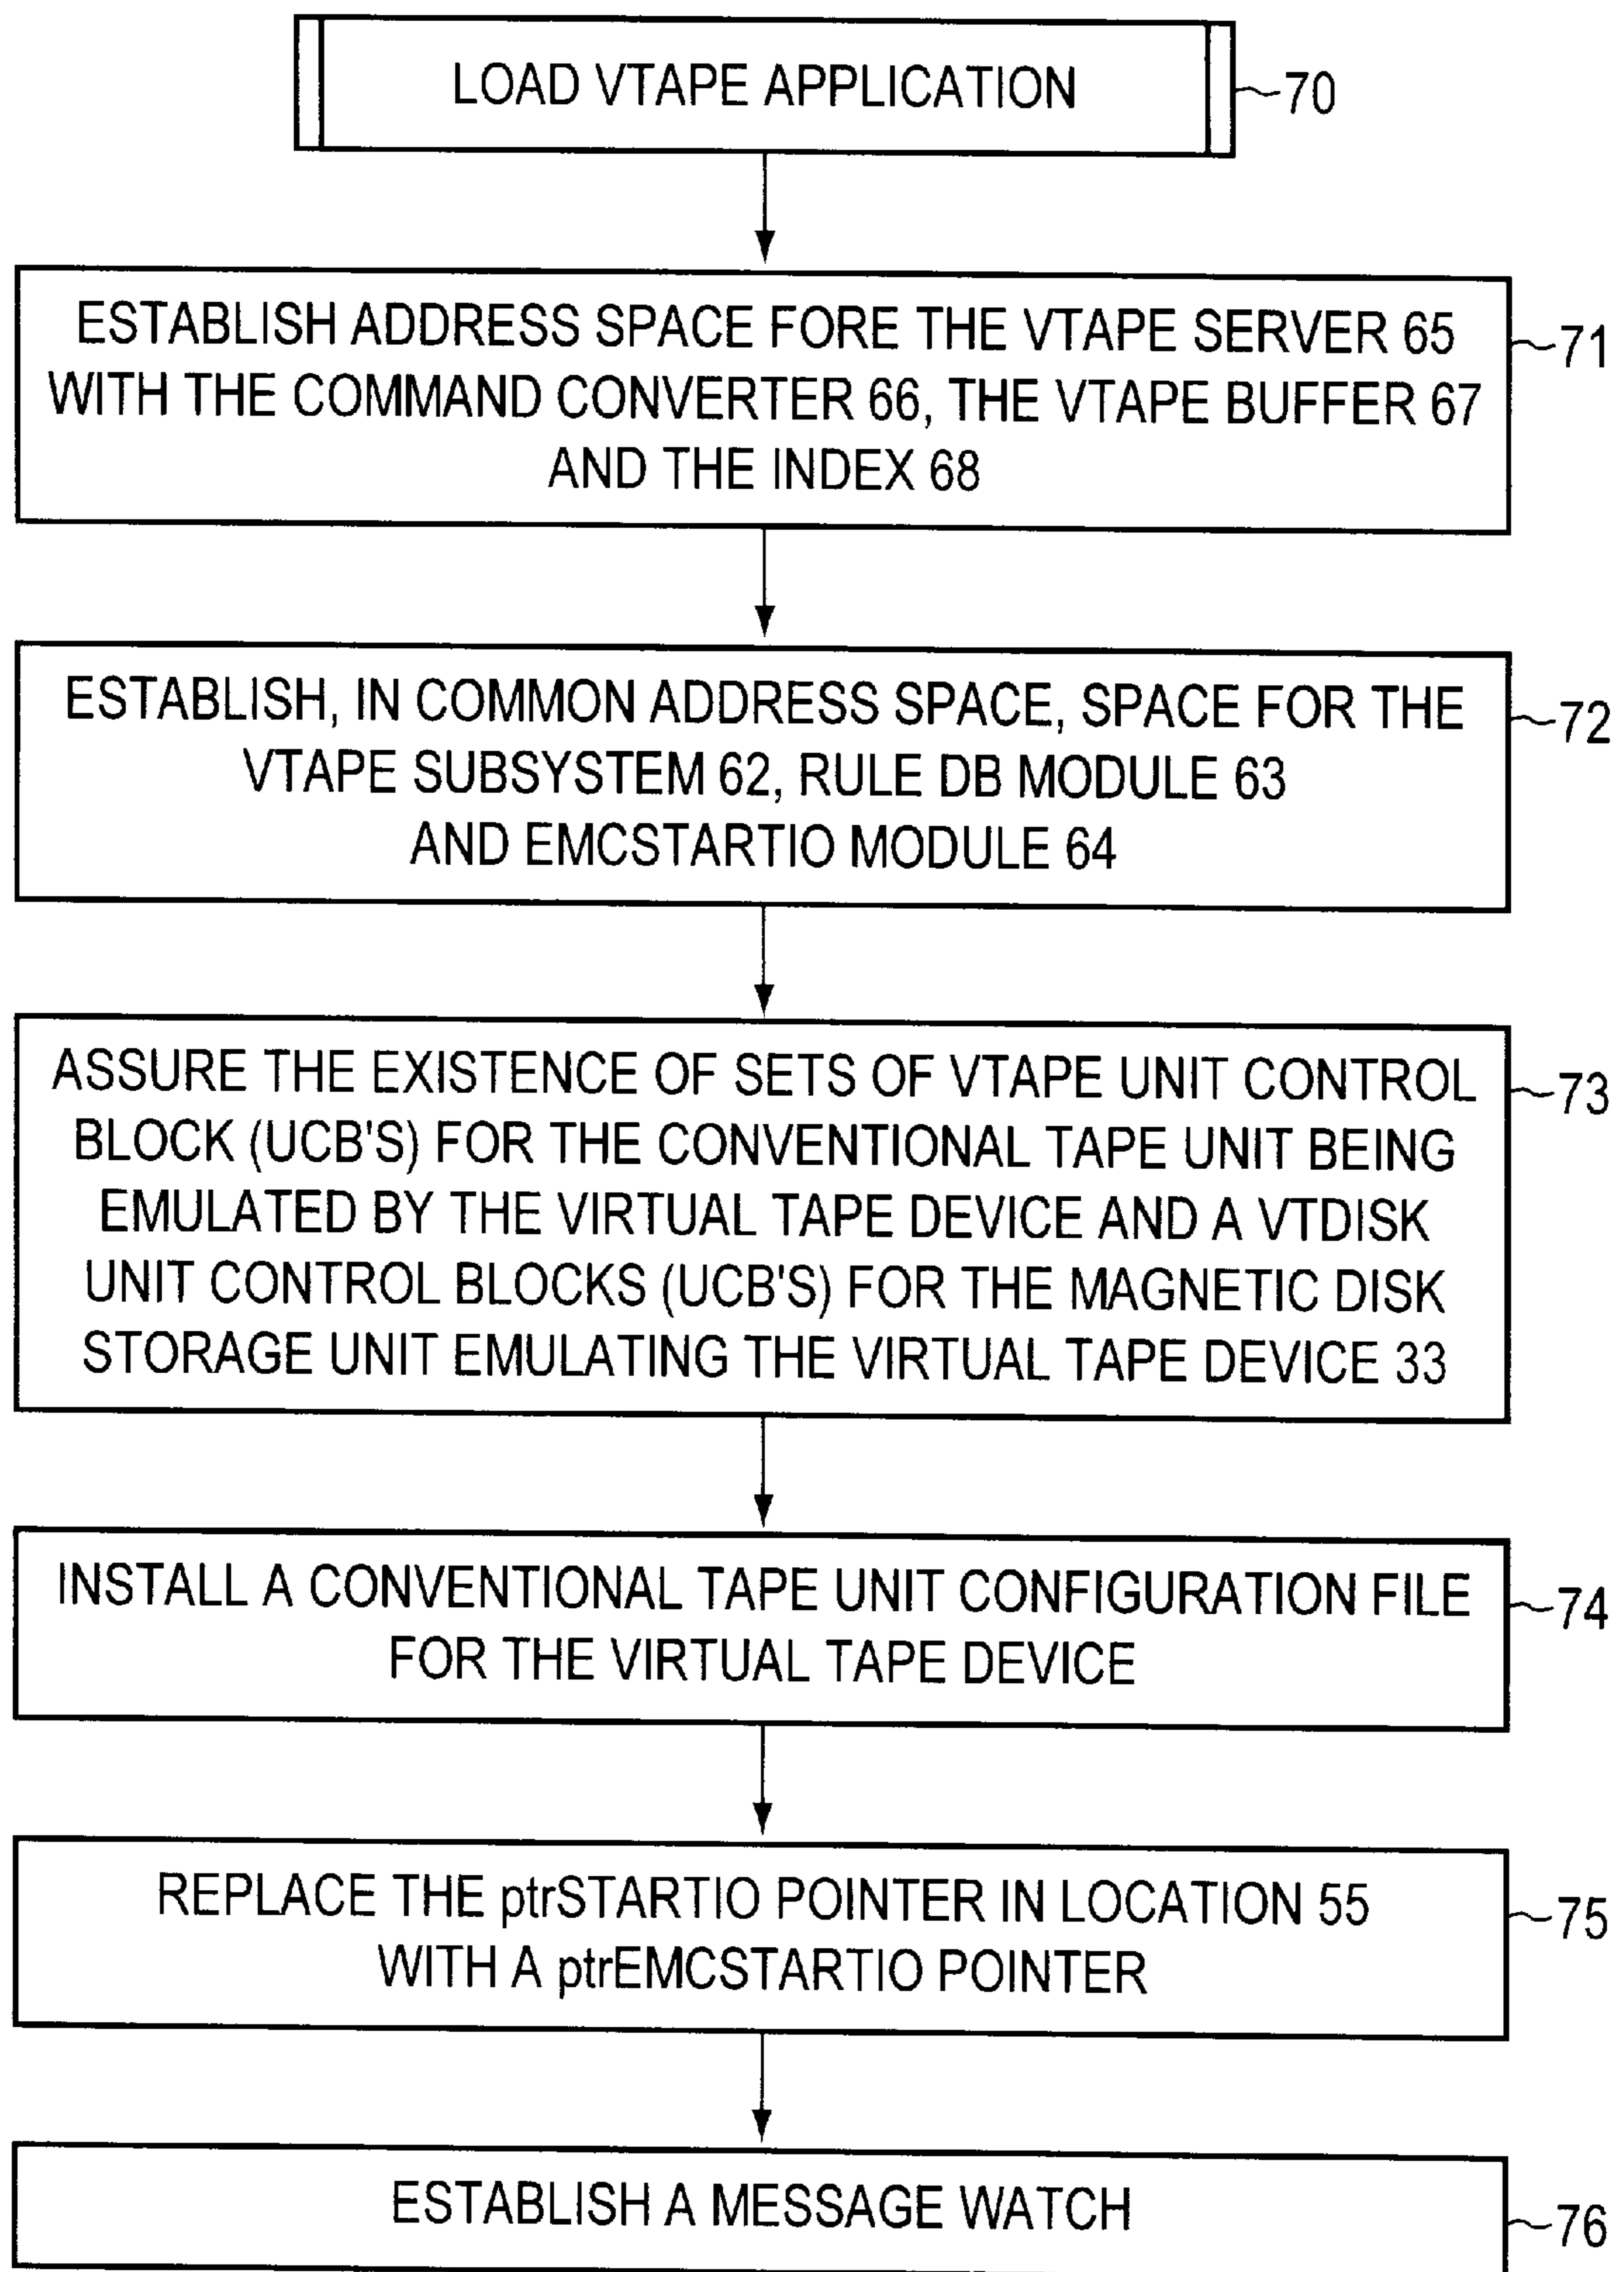 LOAD VTAPE APPLICATION
70
ESTABLISH ADDRESS SPACE FORE THE VTAPE SERVER 65
WITH THE COMMAND CONVERTER 66, THE VTAPE BUFFER 67
AND THE INDEX 68
71
ESTABLISH, IN COMMON ADDRESS SPACE, SPACE FOR THE
VTAPE SUBSYSTEM 62, RULE DB MODULE 63
AND EMCSTARTIO MODULE 64
72
ASSURE THE EXISTENCE OF SETS OF VTAPE UNIT CONTROL
BLOCK (UCB'S) FOR THE CONVENTIONAL TAPE UNIT BEING
EMULATED BY THE VIRTUAL TAPE DEVICE AND A VTDISK
UNIT CONTROL BLOCKS (UCB'S) FOR THE MAGNETIC DISK
STORAGE UNIT EMULATING THE VIRTUAL TAPE DEVICE 33
73
INSTALL A CONVENTIONAL TAPE UNIT CONFIGURATION FILE
FOR THE VIRTUAL TAPE DEVICE
74
REPLACE THE ptrSTARTIO POINTER IN LOCATION 55
WITH A ptrEMCSTARTIO POINTER
75
ESTABLISH A MESSAGE WATCH
76